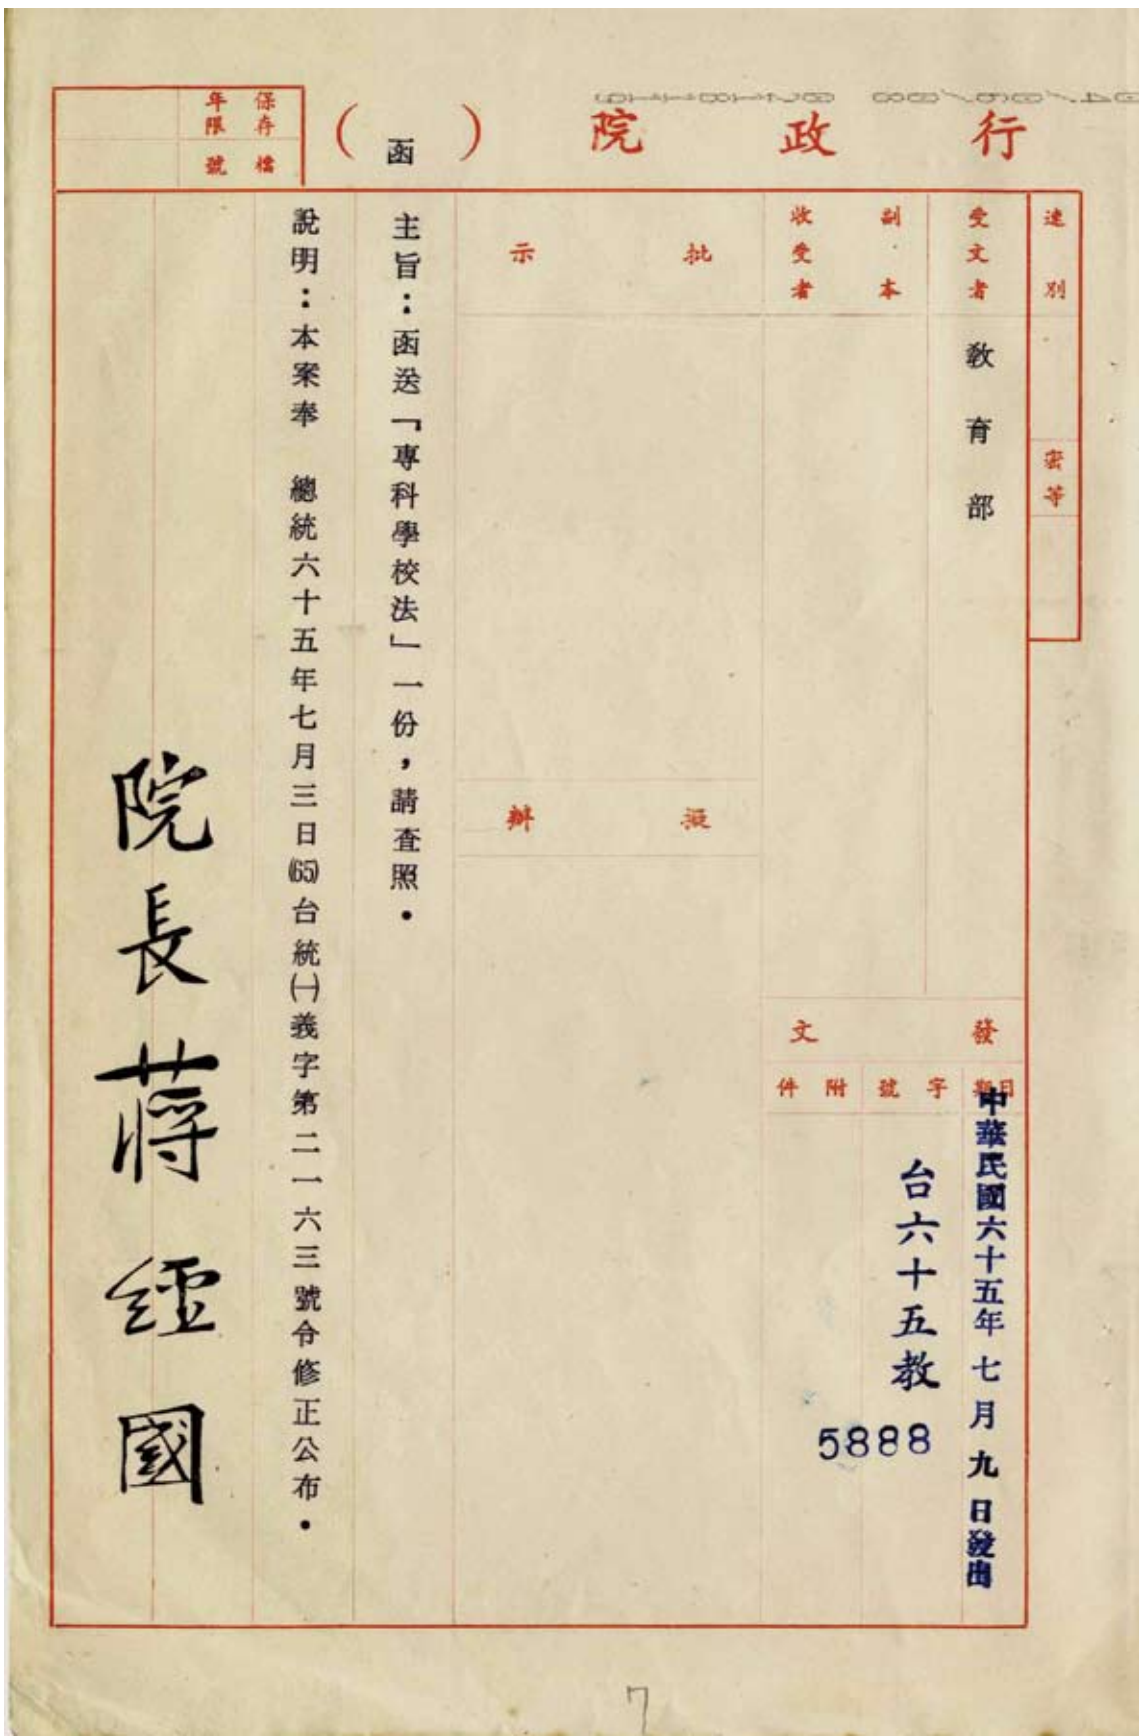 行政院
(函)
保存年限
檔號
速別
密等
受文者
教育部
副本收受者
發文
日期
中華民國六十五年七月九日發出
字號
台六十五教
5888
附件
批示
擬辦
主旨：函送「專科學校法」一份，請查照．
說明：本案奉　總統六十五年七月三日(65)台統(一)義字第二一六三號令修正公布．
院長蔣經國
7